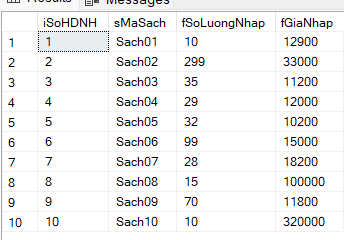 Results Messages
iSoHDNH sMaSach fSoLuongNhap fGiaNhap
1 1 Sach01 10 12900
2 2 Sach02 299 33000
3 3 Sach03 35 11200
4 4 Sach04 29 12000
5 5 Sach05 32 10200
6 6 Sach06 99 15000
7 7 Sach07 28 18200
8 8 Sach08 15 100000
9 9 Sach09 70 11800
10 10 Sach10 10 320000